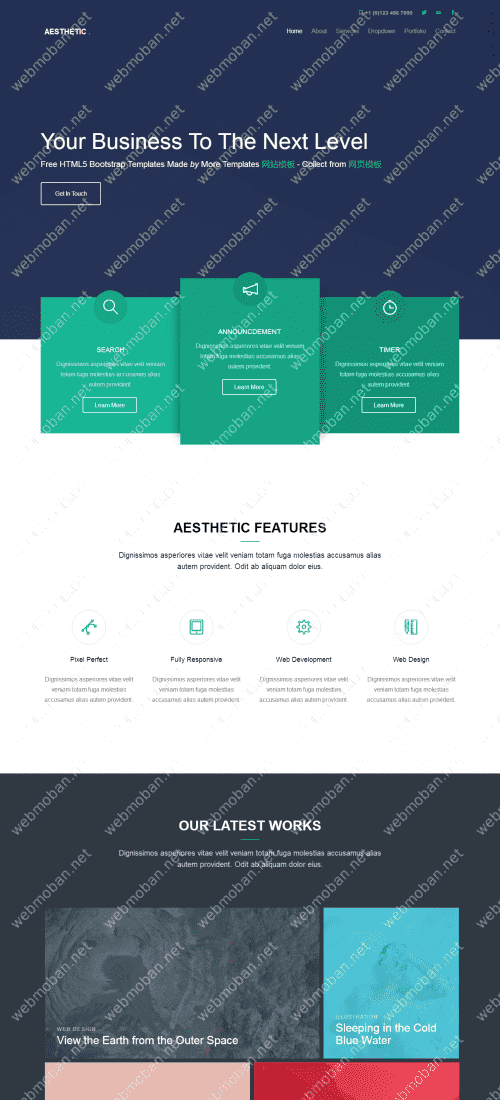 +1 (0)123 456 7890
AESTHETIC
Home About Services Dropdown Portfolio Contact
Your Business To The Next Level
Free HTML5 Bootstrap Templates Made by More Templates 网站模板 - Collect from 网页模板
Get In Touch
SEARCH
Dignissimos asperiores vitae velit veniam
totam fuga molestias accusamus alias
autem provident
Learn More
ANNOUNCDEMENT
Dignissimos asperiores vitae velit veniam
totam fuga molestias accusamus alias
autem provident.
Learn More
TIMER
Dignissimos asperiores vitae velit veniam
totam fuga molestias accusamus alias
autem provident
Learn More
AESTHETIC FEATURES
Dignissimos asperiores vitae velit veniam totam fuga molestias accusamus alias
autem provident. Odit ab aliquam dolor eius.
Pixel Perfect
Dignissimos asperiores vitae velit
veniam totam fuga molestias
accusamus alias autem provident.
Fully Responsive
Dignissimos asperiores vitae velit
veniam totam fuga molestias
accusamus alias autem provident.
Web Development
Dignissimos asperiores vitae velit
veniam totam fuga molestias
accusamus alias autem provident.
Web Design
Dignissimos asperiores vitae velit
veniam totam fuga molestias
accusamus alias autem provident.
OUR LATEST WORKS
Dignissimos asperiores vitae velit veniam totam fuga molestias accusamus alias
autem provident. Odit ab aliquam dolor eius.
WEB DESIGN
View the Earth from the Outer Space
ILLUSTRATION
Sleeping in the Cold
Blue Water
webmoban.net